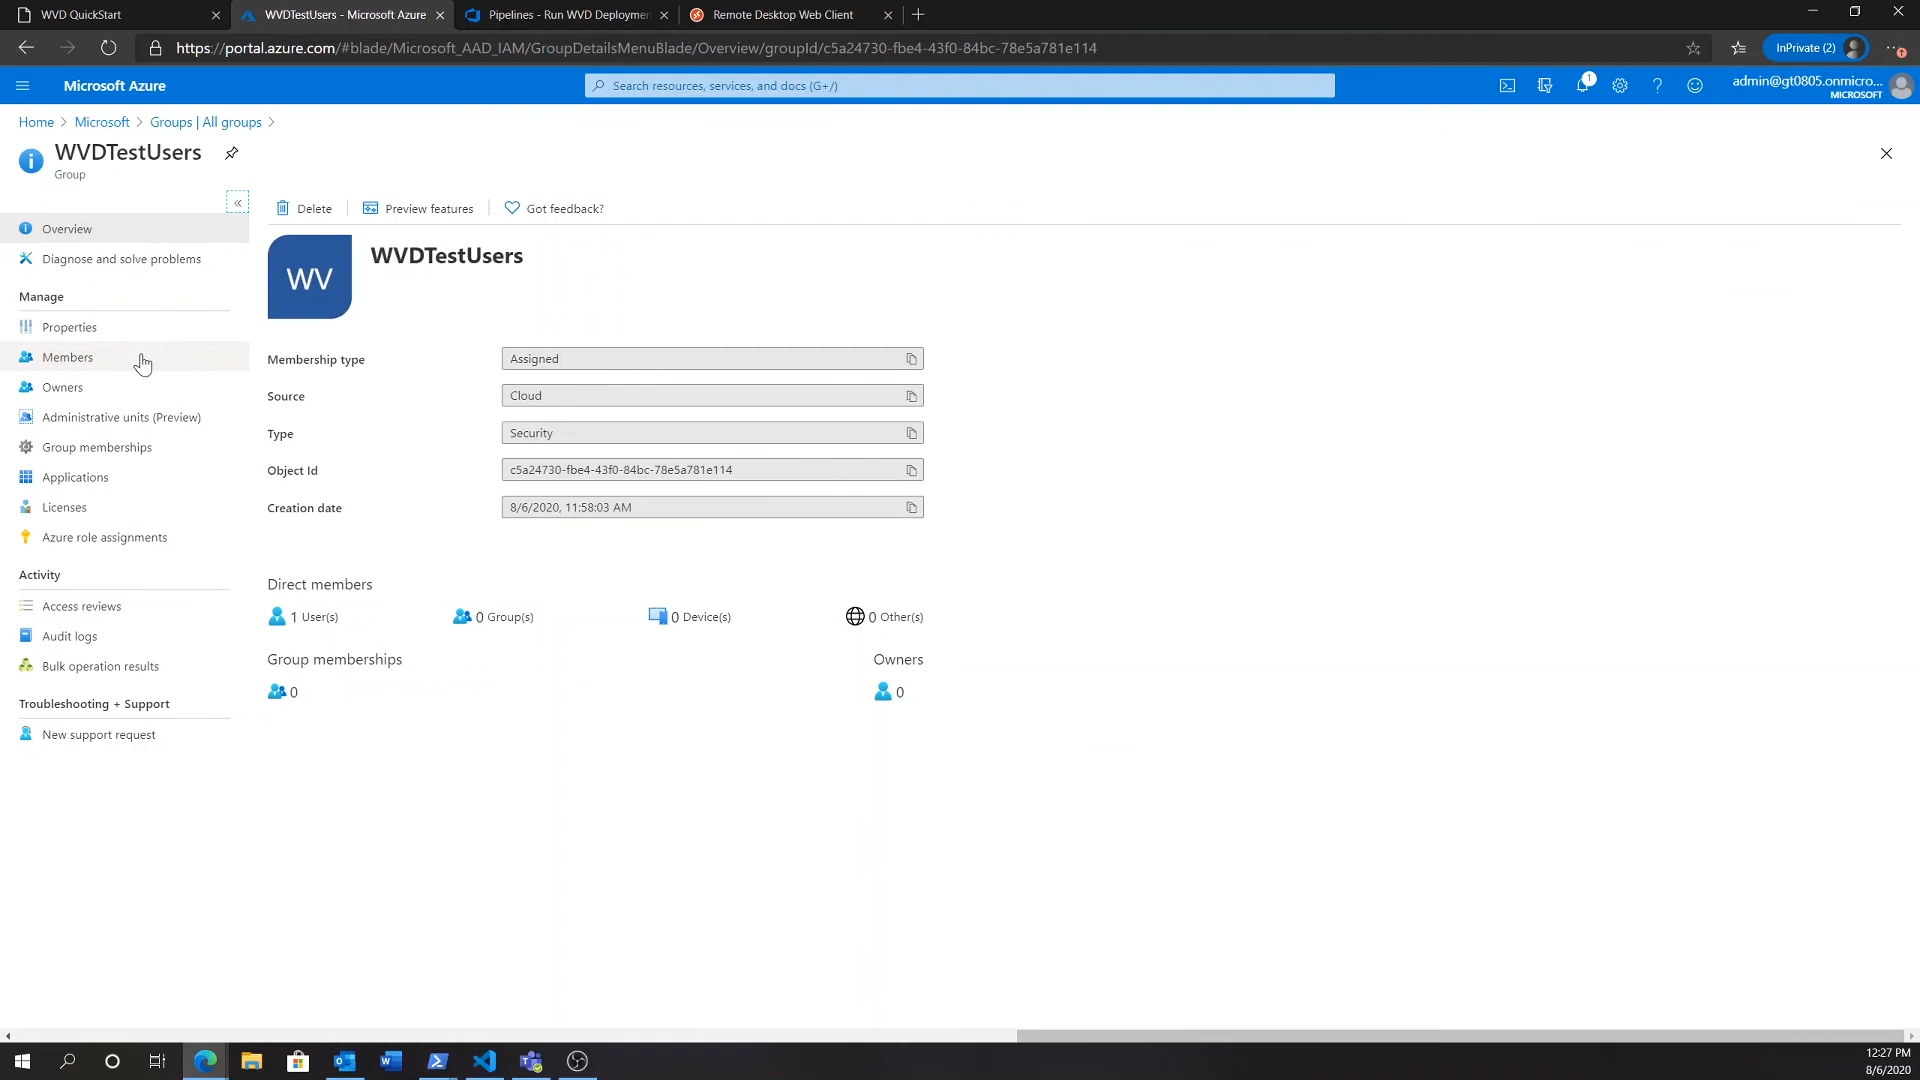 WVD QuickStart
WVDTestUsers - Microsoft Azure
Pipelines - Run WVD Deploymen
Remote Desktop Web Client
https://portal.azure.com/#blade/Microsoft_AAD_IAM/GroupDetailsMenuBlade/Overview/groupId/c5a24730-fbe4-43f0-84bc-78e5a781e114
InPrivate (2)
Microsoft Azure
Search resources, services, and docs (G+/)
1
admin@gt0805.onmicro...
MICROSOFT
Home > Microsoft > Groups | All groups >
WVDTestUsers
Group
«
Overview
Diagnose and solve problems
Manage
Properties
Members
Owners
Administrative units (Preview)
Group memberships
Applications
Licenses
Azure role assignments
Activity
Access reviews
Audit logs
Bulk operation results
Troubleshooting + Support
New support request
Delete
Preview features
Got feedback?
WV
WVDTestUsers
Membership type
Assigned
Source
Cloud
Type
Security
Object Id
c5a24730-fbe4-43f0-84bc-78e5a781e114
Creation date
8/6/2020, 11:58:03 AM
Direct members
1 User(s)
0 Group(s)
0 Device(s)
0 Other(s)
Group memberships
0
Owners
0
12:27 PM
8/6/2020